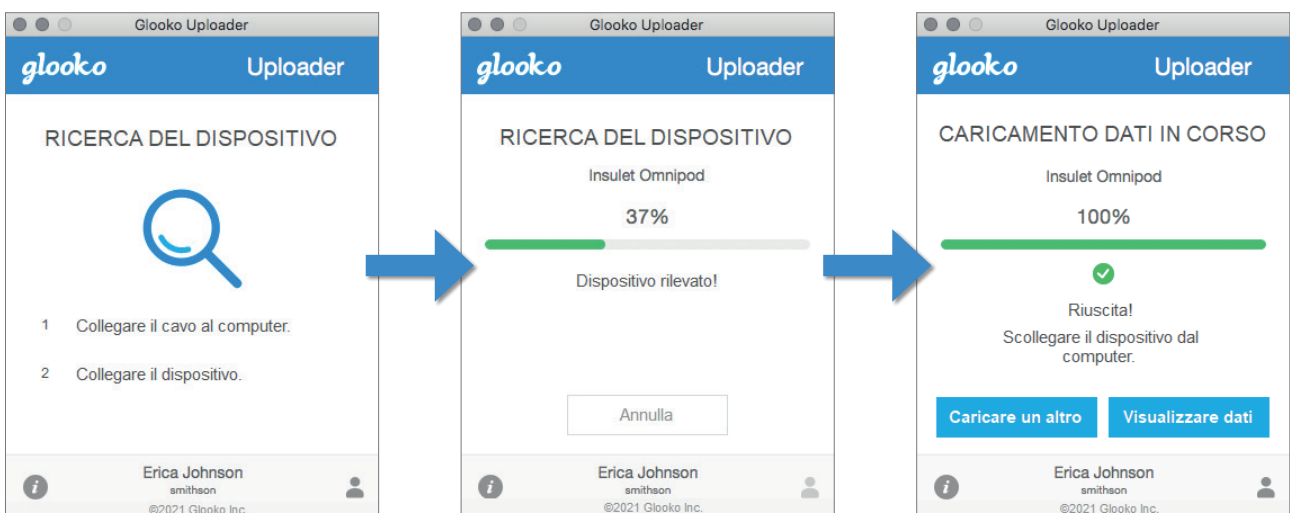 Glooko Uploader
glooko Uploader
RICERCA DEL DISPOSITIVO
1 Collegare il cavo al computer.
2 Collegare il dispositivo.
i
Erica Johnson
smithson
©2021 Glooko Inc.
Glooko Uploader
glooko Uploader
RICERCA DEL DISPOSITIVO
Insulet Omnipod
37%
Dispositivo rilevato!
Annulla
i
Erica Johnson
smithson
©2021 Glooko Inc.
Glooko Uploader
glooko Uploader
CARICAMENTO DATI IN CORSO
Insulet Omnipod
100%
Riuscita!
Scollegare il dispositivo dal
computer.
Caricare un altro Visualizzare dati
i
Erica Johnson
smithson
©2021 Glooko Inc.